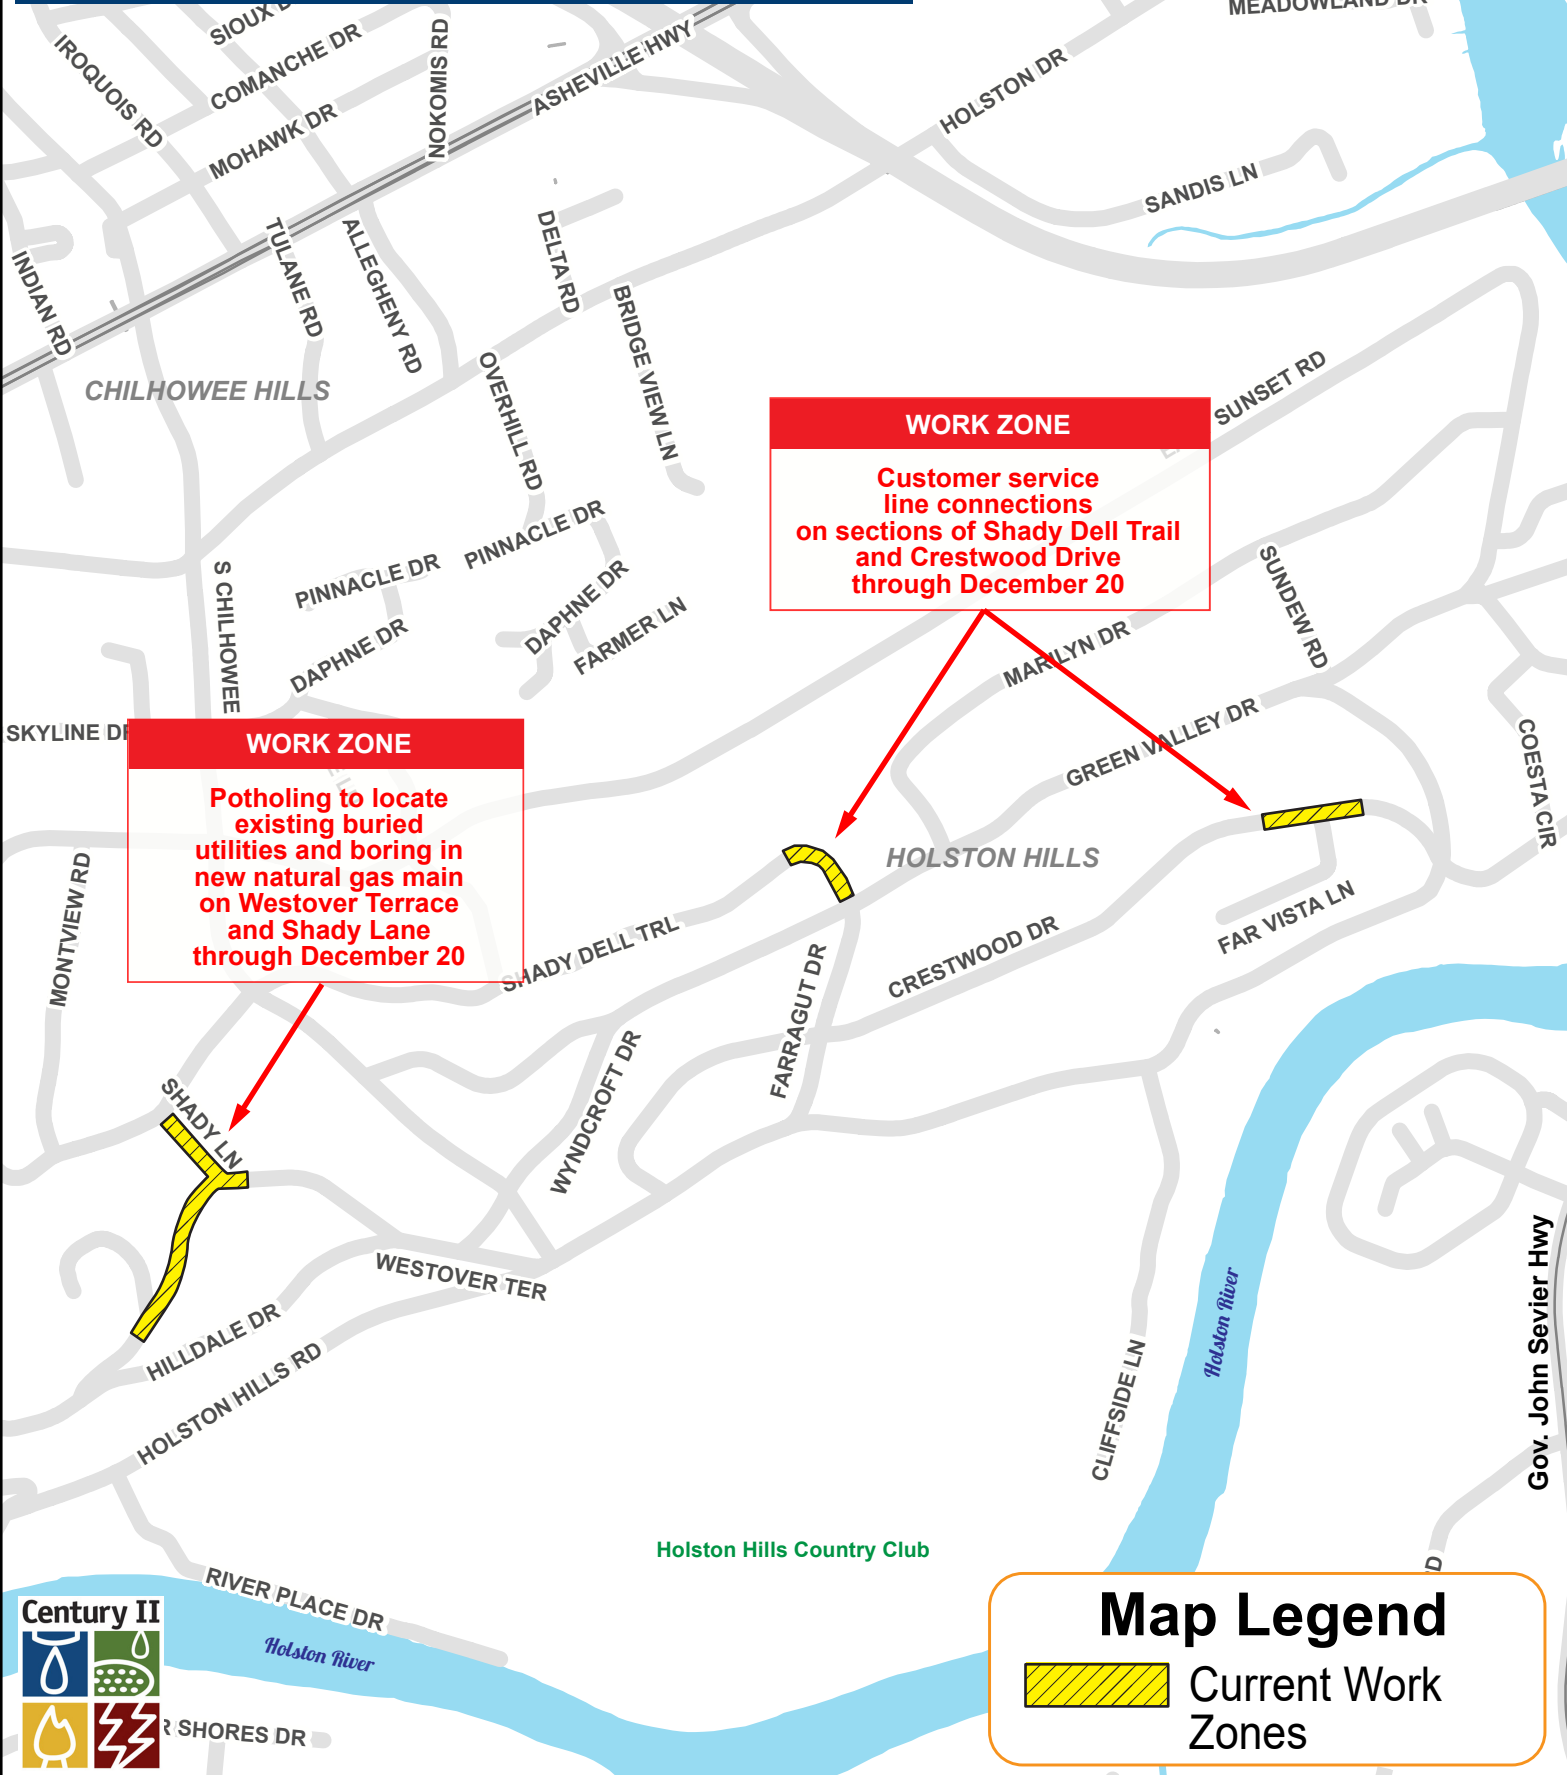 MEADOWLAND DR
SIOUX D
IROQUOIS RD
COMANCHE DR
NOKOMIS RD
MOHAWK DR
ASHEVILLE HWY
HOLSTON DR
SANDIS LN
INDIAN RD
TULANE RD
ALLEGHENY RD
DELTA RD
BRIDGE VIEW LN
OVERHILL RD
CHILHOWEE HILLS
SUNSET RD
WORK ZONE
Customer service
line connections
on sections of Shady Dell Trail
and Crestwood Drive
through December 20
PINNACLE DR
PINNACLE DR
S CHILHOWEE
DAPHNE DR
DAPHNE DR
FARMER LN
MARILYN DR
SUNDEW RD
GREEN VALLEY DR
COESTA CIR
SKYLINE DR
WORK ZONE
Potholing to locate
existing buried
utilities and boring in
new natural gas main
on Westover Terrace
and Shady Lane
through December 20
MONTVIEW RD
HOLSTON HILLS
SHADY DELL TRL
CRESTWOOD DR
FAR VISTA LN
FARRAGUT DR
SHADY LN
WYNDCROFT DR
WESTOVER TER
HILLDALE DR
HOLSTON HILLS RD
CLIFFSIDE LN
Holston River
Gov. John Sevier Hwy
Holston Hills Country Club
RIVER PLACE DR
Holston River
Century II
R SHORES DR
D
Map Legend
Current Work
Zones